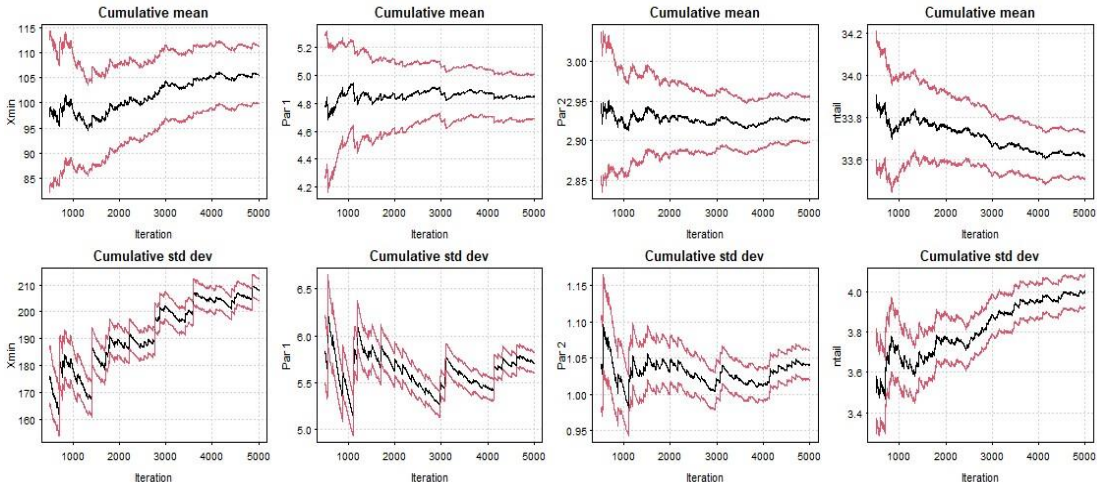 Cumulative mean
Xmin
115
110
105
100
95
90
85
1000 2000 3000 4000 5000
Iteration
Cumulative mean
Par 1
5.2
5.0
4.8
4.6
4.4
4.2
1000 2000 3000 4000 5000
Iteration
Cumulative mean
Par 2
3.00
2.95
2.90
2.85
1000 2000 3000 4000 5000
Iteration
Cumulative mean
ntail
34.2
34.0
33.8
33.6
1000 2000 3000 4000 5000
Iteration
Cumulative std dev
Xmin
210
200
190
180
170
160
1000 2000 3000 4000 5000
Iteration
Cumulative std dev
Par 1
6.5
6.0
5.5
5.0
1000 2000 3000 4000 5000
Iteration
Cumulative std dev
Par 2
1.15
1.10
1.05
1.00
0.95
1000 2000 3000 4000 5000
Iteration
Cumulative std dev
ntail
4.0
3.8
3.6
3.4
1000 2000 3000 4000 5000
Iteration